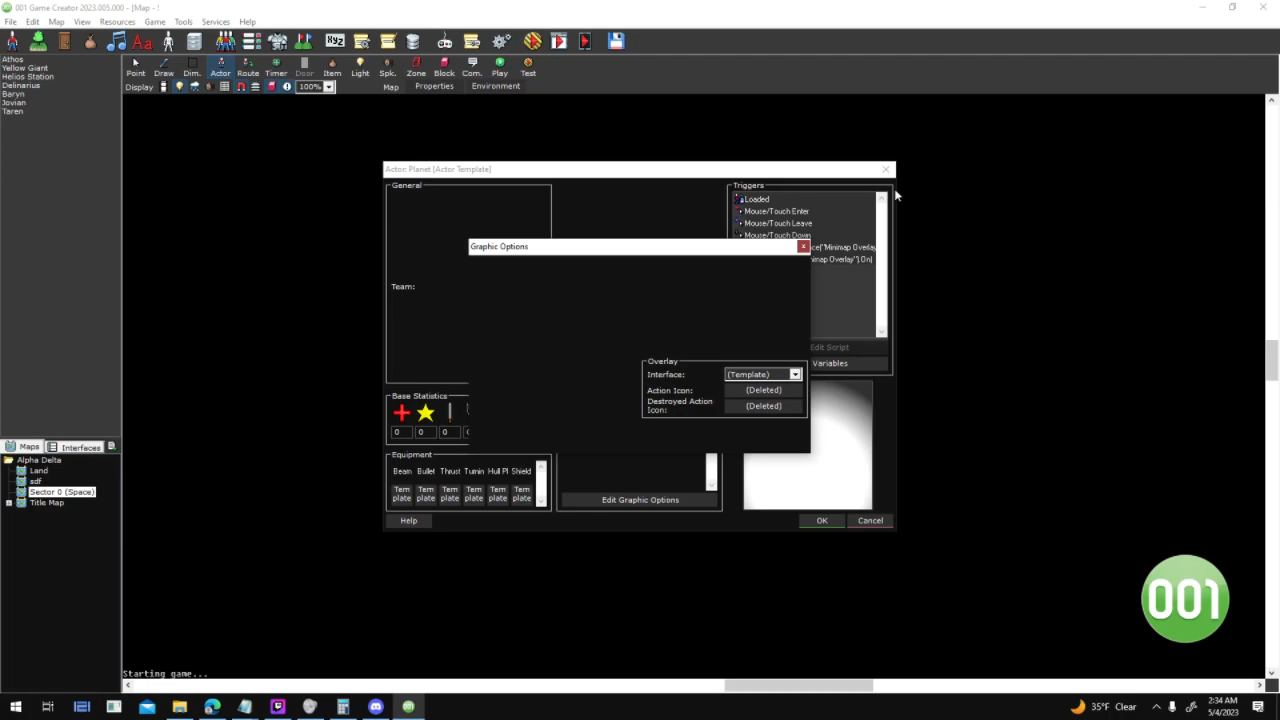 001 Game Creator 2023.005.000 - [Map - :
File Edit Map View Resources Game Tools Services Help
Athos
Yellow Giant
Helios Station
Delinarius
Baryn
Jovian
Taren
Point Draw Dim. Actor Route Timer Door Item Light Spk. Zone Block Com. Play Test
Display 100% Map Properties Environment
Actor: Planet [Actor Template]
General
Team:
Triggers
Loaded
Mouse/Touch Enter
Mouse/Touch Leave
Mouse/Touch Down
ce("Minimap Overlay
nimap Overlay").On(
Edit Script
Variables
Graphic Options
Overlay
Interface: (Template)
Action Icon: (Deleted)
Destroyed Action Icon: (Deleted)
Base Statistics
0 0 0
Equipment
Beam Bullet Thrust Turnin Hull Pl Shield
Tem plate Tem plate Tem plate Tem plate Tem plate Tem plate
Edit Graphic Options
Help OK Cancel
Maps Interfaces
Alpha Delta
Land
sdf
Sector 0 (Space)
Title Map
001
Starting game...
35°F Clear
2:34 AM
5/4/2023